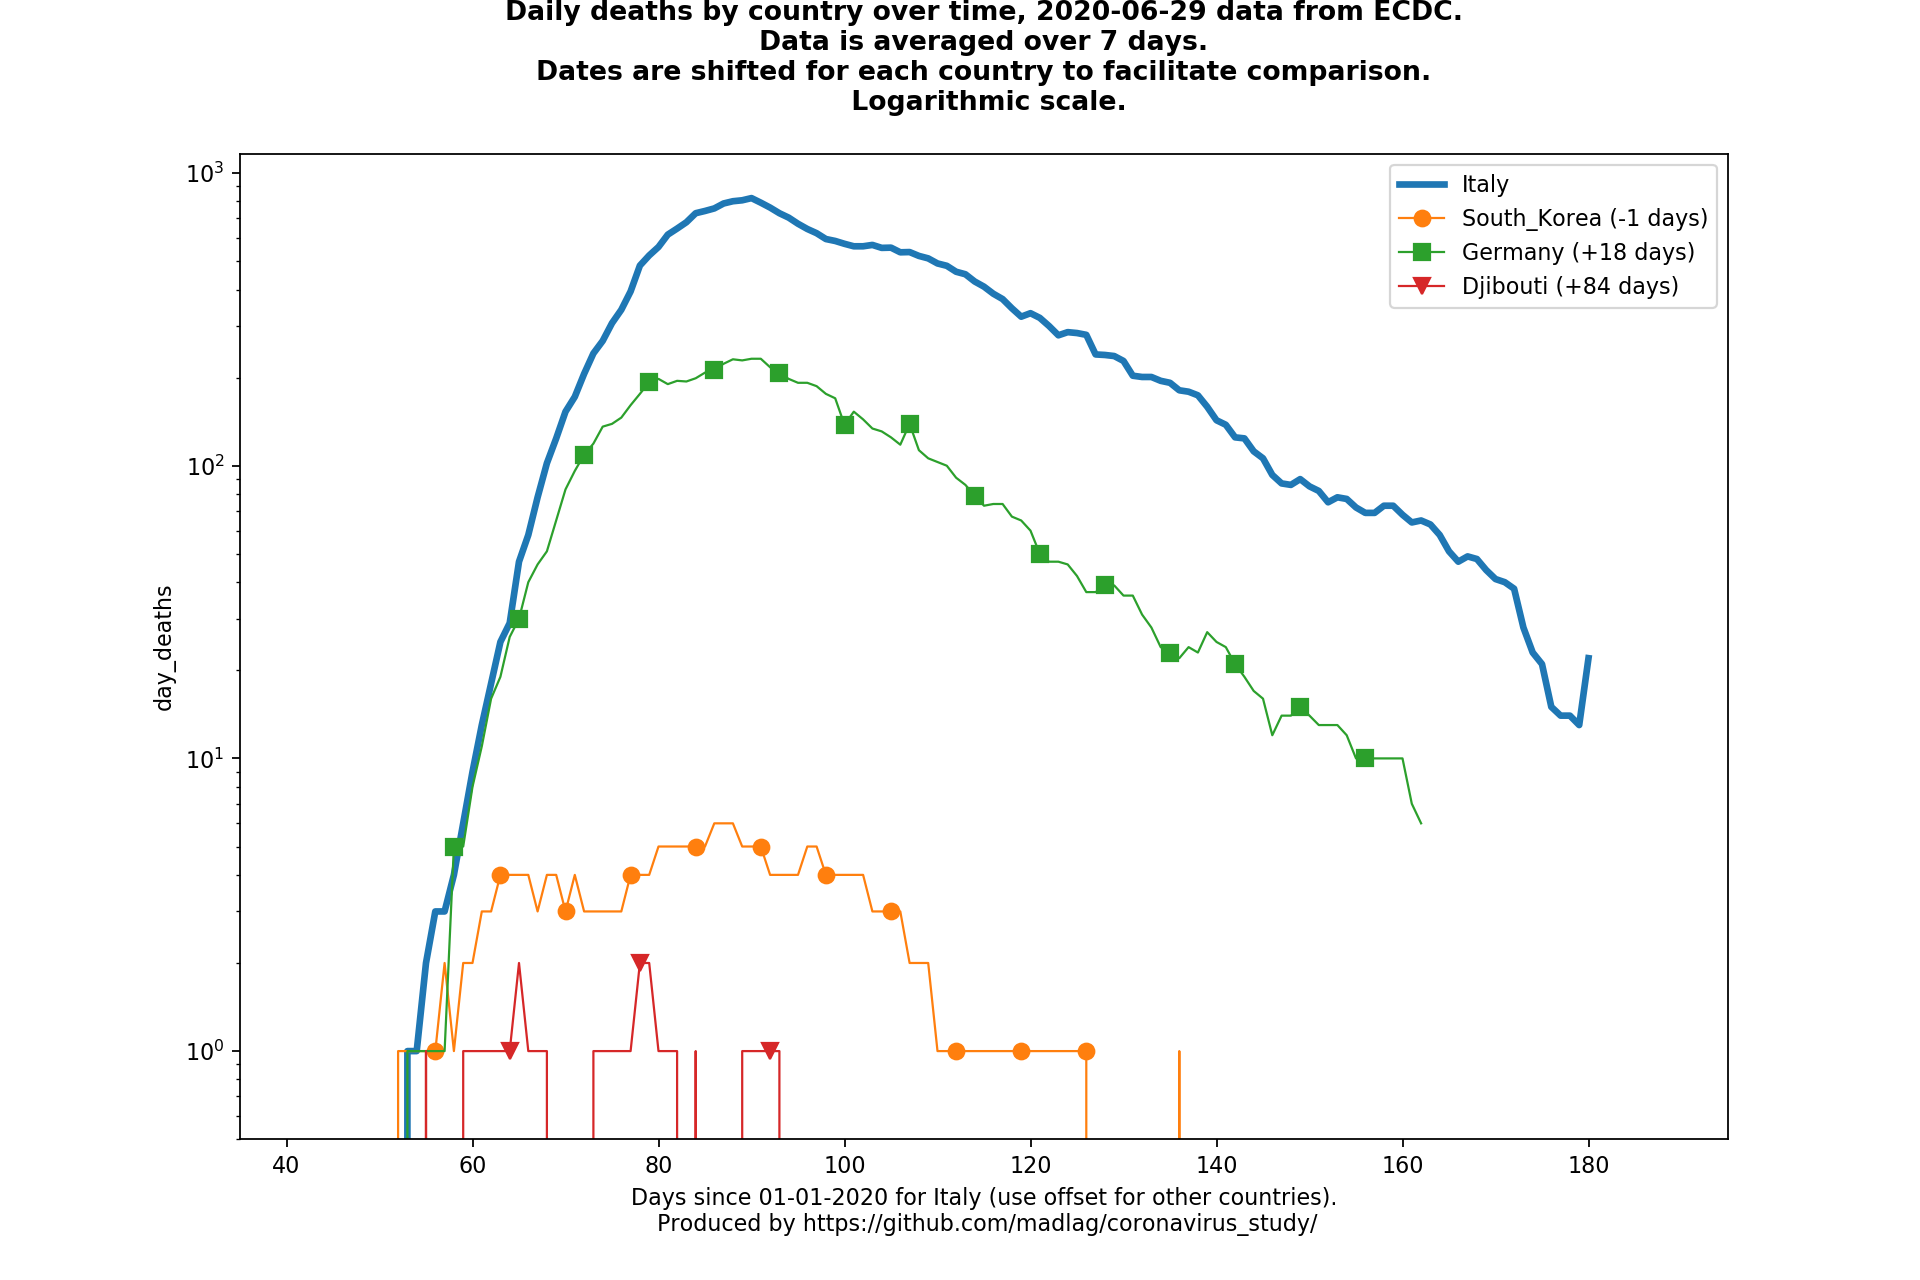 Daily deaths by country over time, 2020-06-29 data from ECDC.
Data is averaged over 7 days.
Dates are shifted for each country to facilitate comparison.
Logarithmic scale.
10³
10²
10¹
10⁰
day_deaths
Italy
South_Korea (-1 days)
Germany (+18 days)
Djibouti (+84 days)
40 60 80 100 120 140 160 180
Days since 01-01-2020 for Italy (use offset for other countries).
Produced by https://github.com/madlag/coronavirus_study/